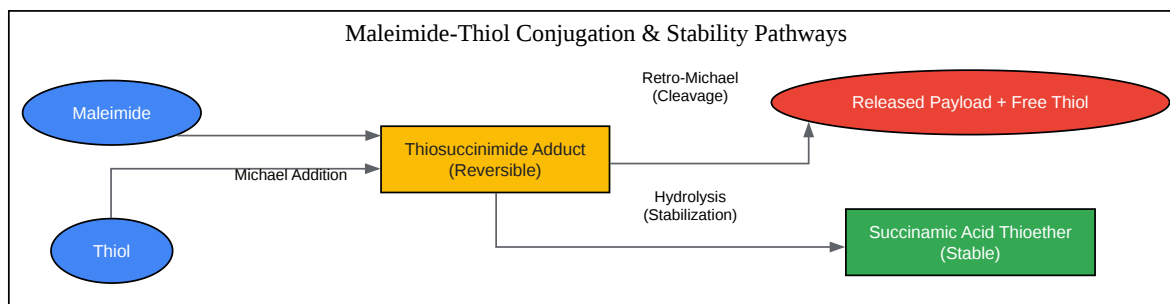 Maleimide-Thiol Conjugation & Stability Pathways
Maleimide
Thiol
Michael Addition
Thiosuccinimide Adduct
(Reversible)
Retro-Michael
(Cleavage)
Released Payload + Free Thiol
Hydrolysis
(Stabilization)
Succinamic Acid Thioether
(Stable)